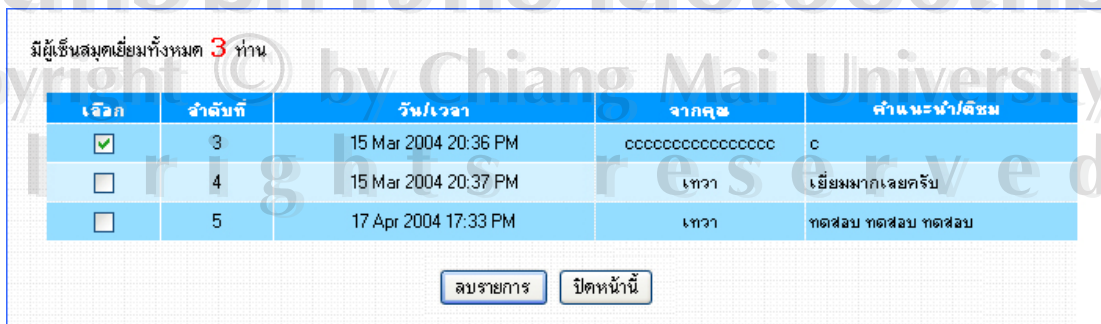 มีผู้เซ็นสมุดเยี่ยมทั้งหมด 3 ท่าน
by Chiang Mai University
เลือก ลำดับที่ วัน/เวลา จากคุณ คำแนะนำ/ติชม
3 15 Mar 2004 20:36 PM cccccccccccccccc c
4 15 Mar 2004 20:37 PM เทวา เยี่ยมมากเลยครับ
5 17 Apr 2004 17:33 PM เทวา ทดสอบ ทดสอบ ทดสอบ
rights reserved
ลบรายการ ปิดหน้านี้